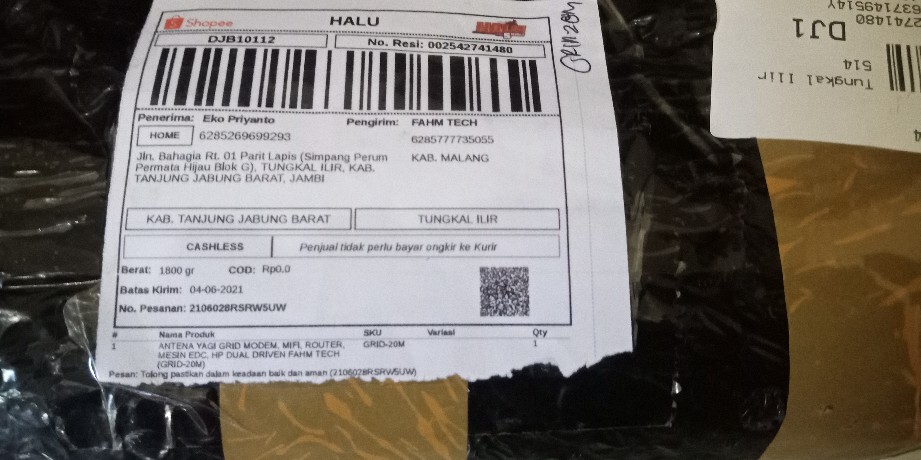 Shopee
HALU
DJB10112
No. Resi: 002542741480
Penerima: Eko Priyanto
Pengirim: FAHM TECH
HOME
6285269699293
6285777735055
Jln. Bahagia Rt. 01 Parit Lapis (Simpang Perum
Permata Hijau Blok G), TUNGKAL ILIR, KAB.
TANJUNG JABUNG BARAT, JAMBI
KAB. MALANG
KAB. TANJUNG JABUNG BARAT
TUNGKAL ILIR
CASHLESS
Penjual tidak perlu bayar ongkir ke Kurir
Berat: 1800 gr
COD: Rp0.0
Batas Kirim: 04-06-2021
No. Pesanan: 2106028RSRW5UW
# Nama Produk SKU Variasi Qty
1 ANTENA YAGI GRID MODEM, MIFI, ROUTER, GRID-20M 1
MESIN EDC, HP DUAL DRIVEN FAHM TECH
(GRID-20M)
Pesan: Tolong pastikan dalam keadaan baik dan aman (2106028RSRW5UW)
Tungkal Ilir
514
DJ1